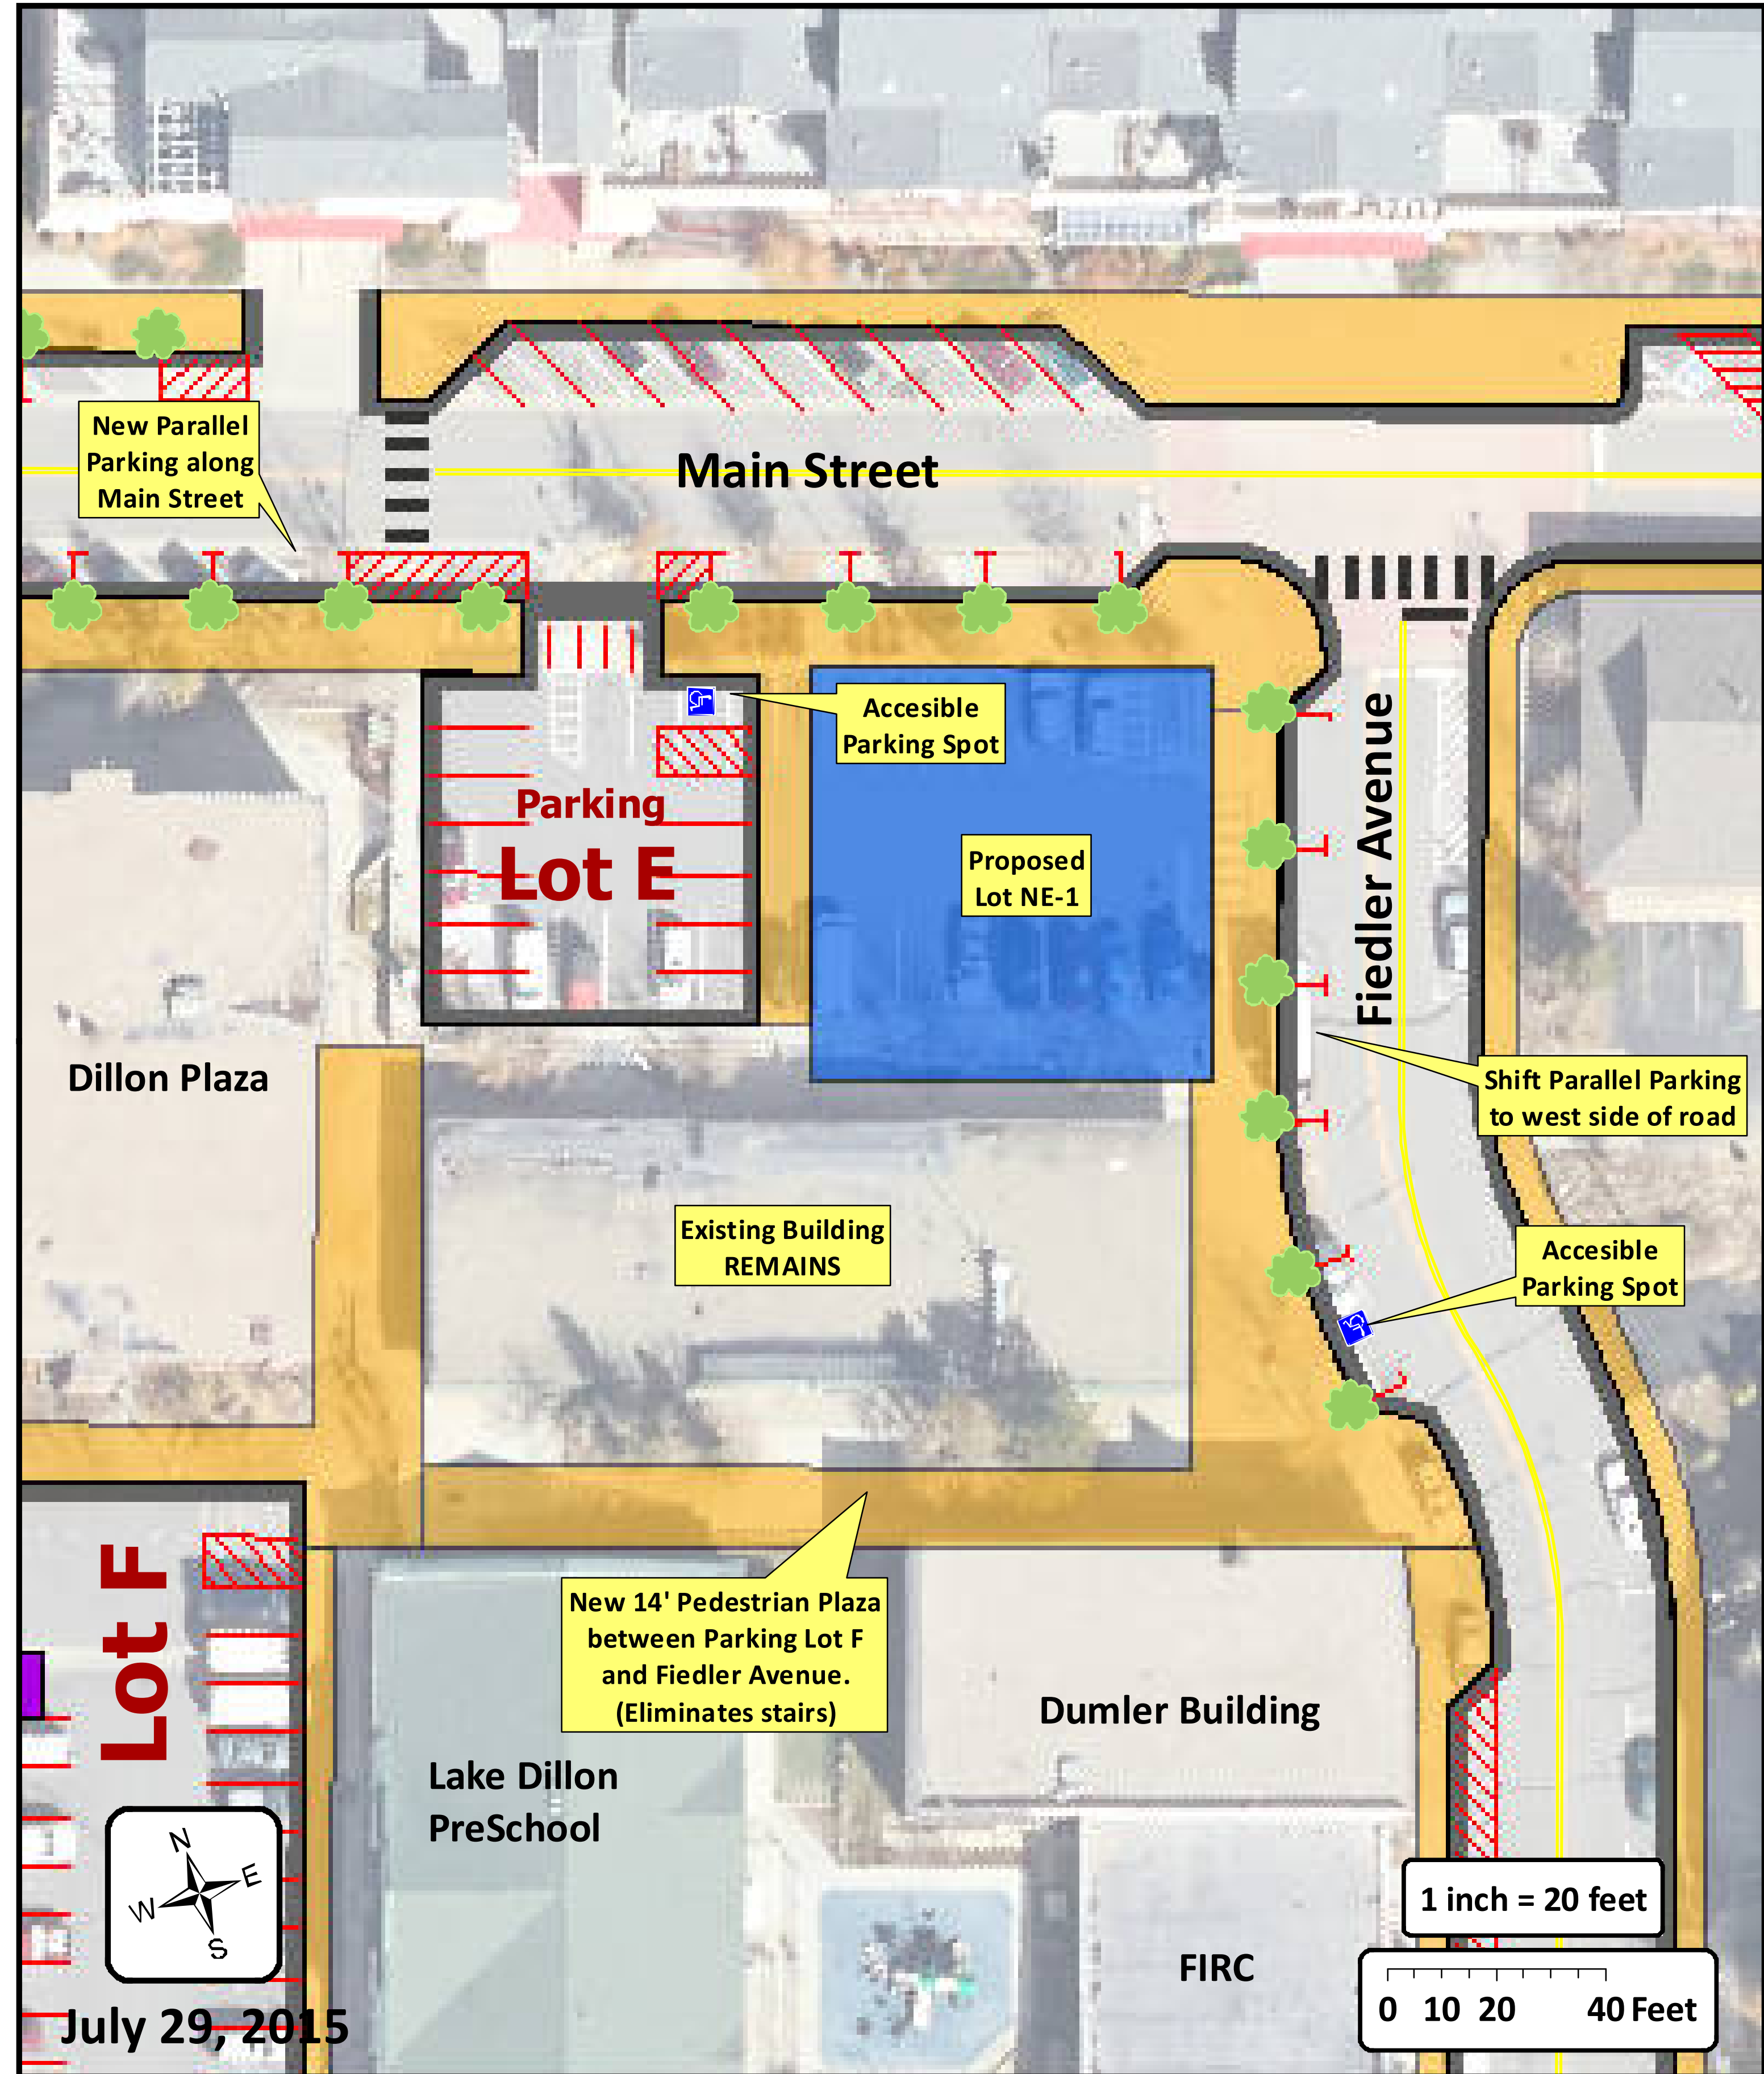 New Parallel
Parking along
Main Street
Main Street
Accesible
Parking Spot
Parking
Lot E
Proposed
Lot NE-1
Fiedler Avenue
Dillon Plaza
Shift Parallel Parking
to west side of road
Existing Building
REMAINS
Accesible
Parking Spot
Lot F
New 14' Pedestrian Plaza
between Parking Lot F
and Fiedler Avenue.
(Eliminates stairs)
Dumler Building
Lake Dillon
PreSchool
N
E
W
S
1 inch = 20 feet
FIRC
0 10 20 40 Feet
July 29, 2015